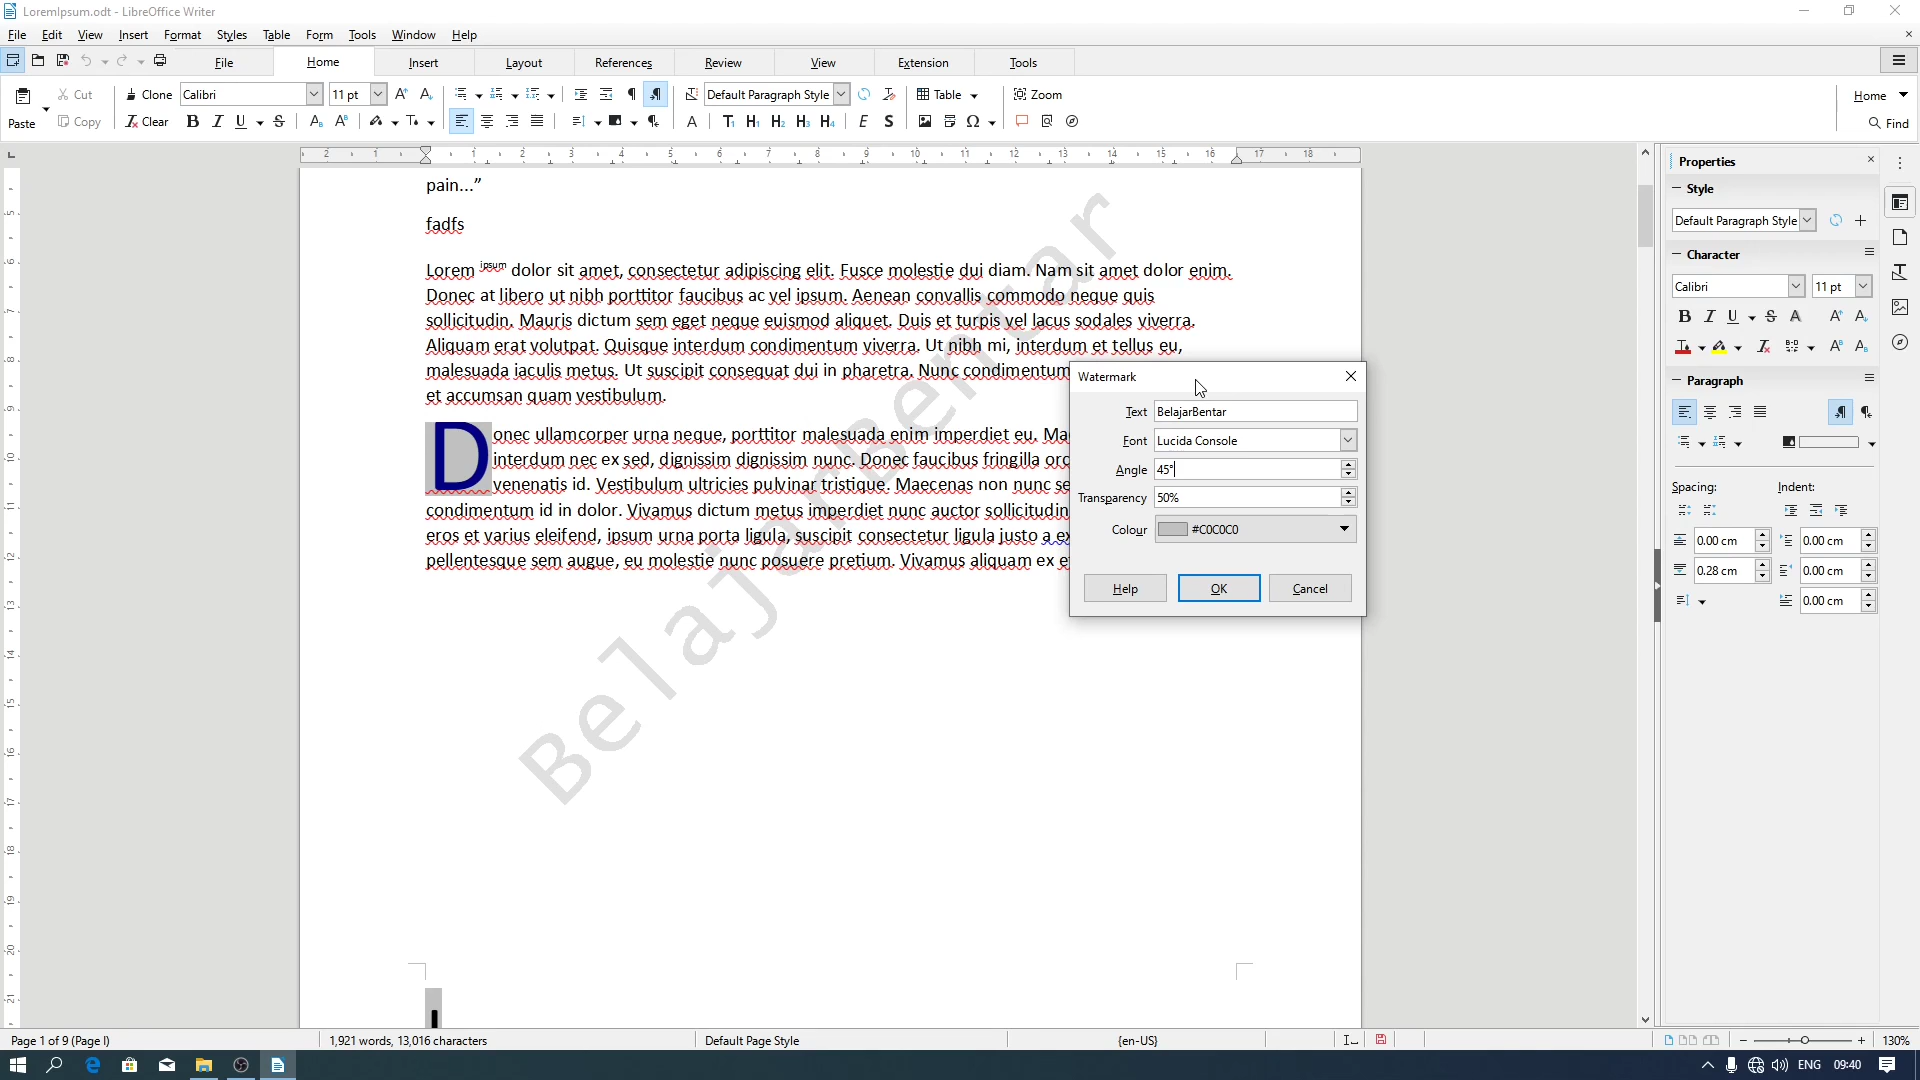 LoremIpsum.odt - LibreOffice Writer
File Edit View Insert Format Styles Table Form Tools Window Help
File Home Insert Layout References Review View Extension Tools
Paste Cut Copy Clone Clear Calibri 11 pt Default Paragraph Style Table Zoom Home Find
pain...”
fadfs
Lorem ipsum dolor sit amet, consectetur adipiscing elit. Fusce molestie dui diam. Nam sit amet dolor enim.
Donec at libero ut nibh porttitor faucibus ac vel ipsum. Aenean convallis commodo neque quis
sollicitudin. Mauris dictum sem eget neque euismod aliquet. Duis et turpis vel lacus sodales viverra.
Aliquam erat volutpat. Quisque interdum condimentum viverra. Ut nibh mi, interdum et tellus eu,
malesuada iaculis metus. Ut suscipit consequat dui in pharetra. Nunc condimentum
et accumsan quam vestibulum.
Donec ullamcorper urna neque, porttitor malesuada enim imperdiet eu. Ma
interdum nec ex sed, dignissim dignissim nunc. Donec faucibus fringilla orc
venenatis id. Vestibulum ultricies pulvinar tristique. Maecenas non nunc se
condimentum id in dolor. Vivamus dictum metus imperdiet nunc auctor sollicitudin
eros et varius eleifend, ipsum urna porta ligula, suscipit consectetur ligula justo a ex
pellentesque sem augue, eu molestie nunc posuere pretium. Vivamus aliquam ex e
BelajarBentar
Watermark
Text BelajarBentar
Font Lucida Console
Angle 45°
Transparency 50%
Colour #C0C0C0
Help OK Cancel
Properties
Style
Default Paragraph Style
Character
Calibri 11 pt
Paragraph
Spacing: Indent:
0.00 cm 0.00 cm
0.28 cm 0.00 cm
0.00 cm
Page 1 of 9 (Page I) 1,921 words, 13,016 characters Default Page Style {en-US} 130%
ENG 09:40